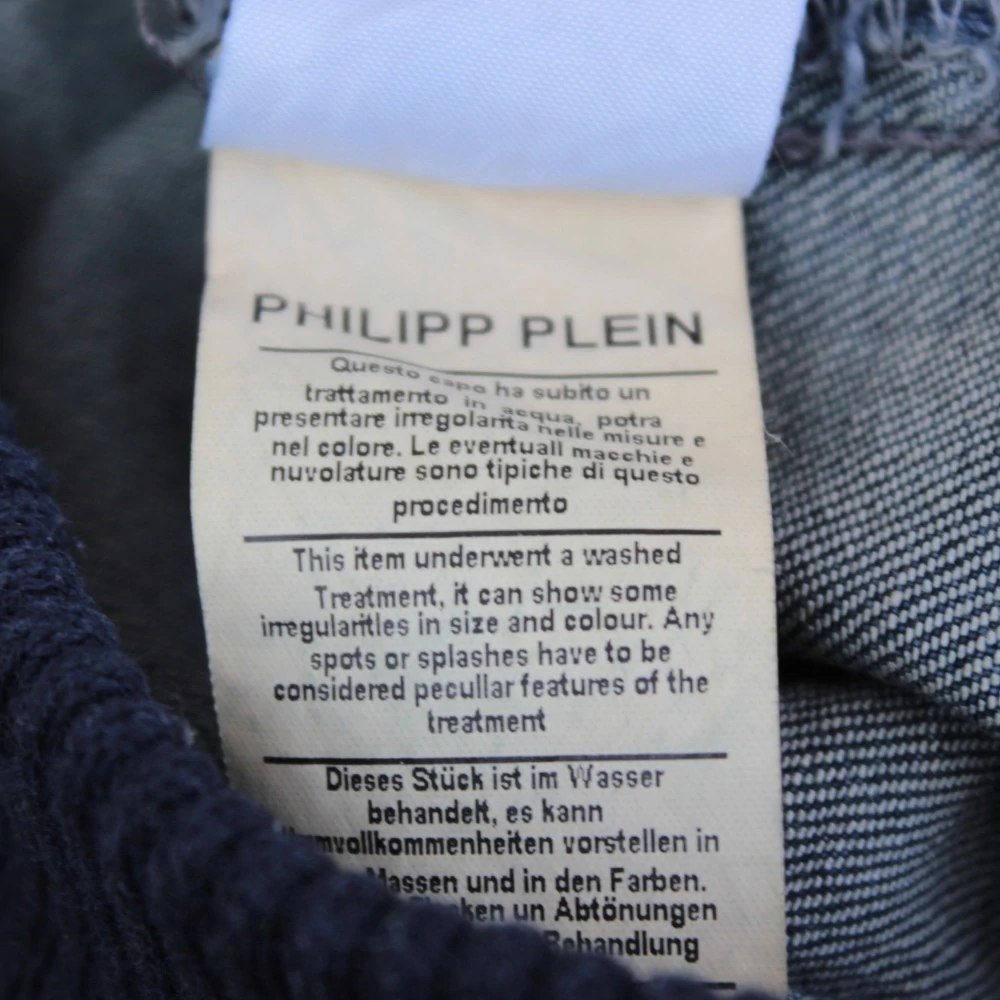 PHILIPP PLEIN
Questo capo ha subito un
trattamento in acqua, potra
presentare irregolarita nelle misure e
nel colore. Le eventuall macchie e
nuvolature sono tipiche di questo
procedimento
This item underwent a washed
Treatment, it can show some
irregularitles in size and colour. Any
spots or splashes have to be
considered pecullar features of the
treatment
Dieses Stück ist im Wasser
behandelt, es kann
vorstellen in
Massen und in den Farben.
un Abtönungen
Behandlung